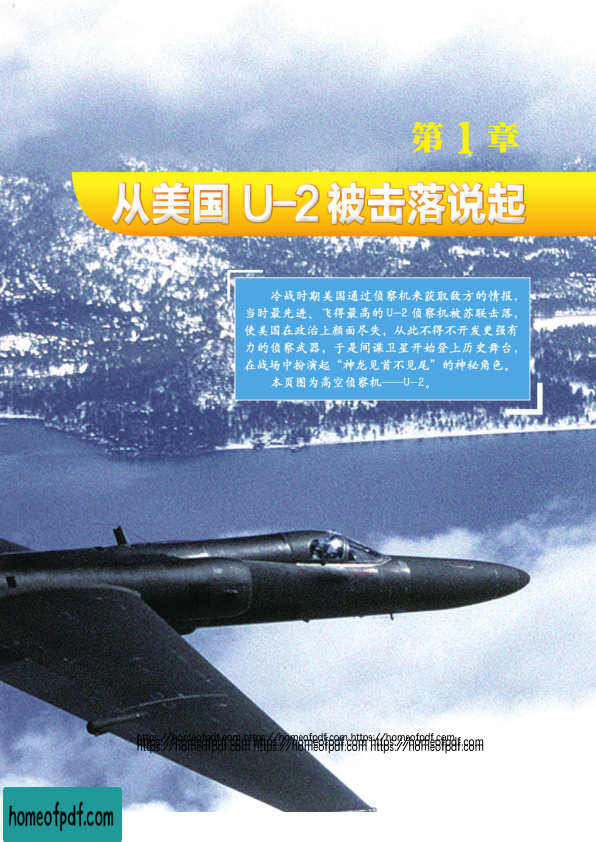 第1章
从美国 U-2 被击落说起
冷战时期美国通过侦察机来获取敌方的情报，
当时最先进、飞得最高的 U-2 侦察机被苏联击落，
使美国在政治上颜面尽失，从此不得不开发更强有
力的侦察武器，于是间谍卫星开始登上历史舞台，
在战场中扮演起“神龙见首不见尾”的神秘角色。
本页图为高空侦察机——U-2。
https://homeofpdf.com https://homeofpdf.com https://homeofpdf.com
https://homeofpdf.com https://homeofpdf.com https://homeofpdf.com
homeofpdf.com